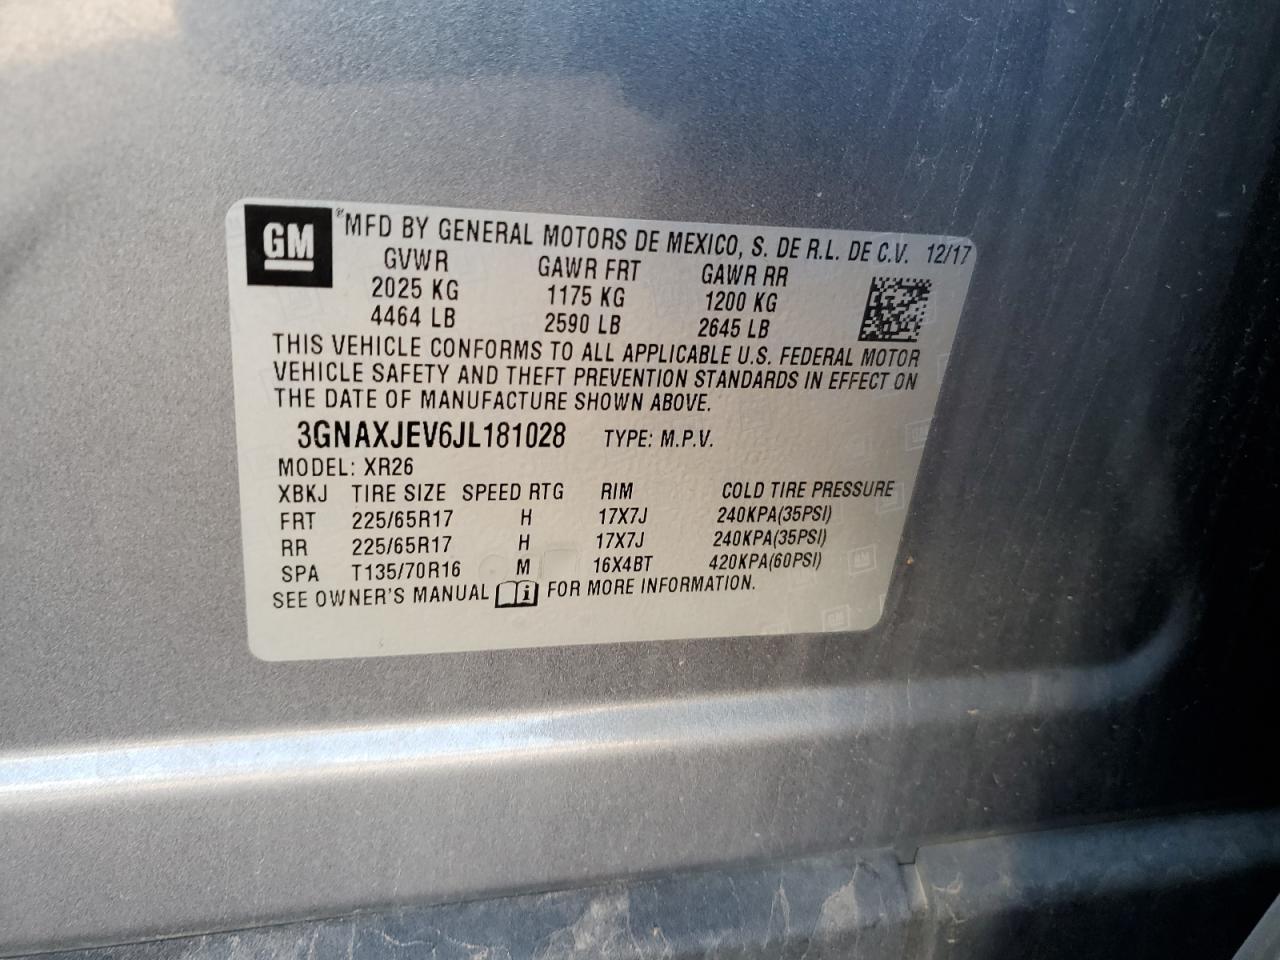 GM ® MFD BY GENERAL MOTORS DE MEXICO, S. DE R.L. DE C.V. 12/17
GVWR GAWR FRT GAWR RR
2025 KG 1175 KG 1200 KG
4464 LB 2590 LB 2645 LB
THIS VEHICLE CONFORMS TO ALL APPLICABLE U.S. FEDERAL MOTOR
VEHICLE SAFETY AND THEFT PREVENTION STANDARDS IN EFFECT ON
THE DATE OF MANUFACTURE SHOWN ABOVE.
3GNAXJEV6JL181028 TYPE: M.P.V.
MODEL: XR26
XBKJ TIRE SIZE SPEED RTG RIM COLD TIRE PRESSURE
FRT 225/65R17 H 17X7J 240KPA(35PSI)
RR 225/65R17 H 17X7J 240KPA(35PSI)
SPA T135/70R16 M 16X4BT 420KPA(60PSI)
SEE OWNER'S MANUAL i FOR MORE INFORMATION.